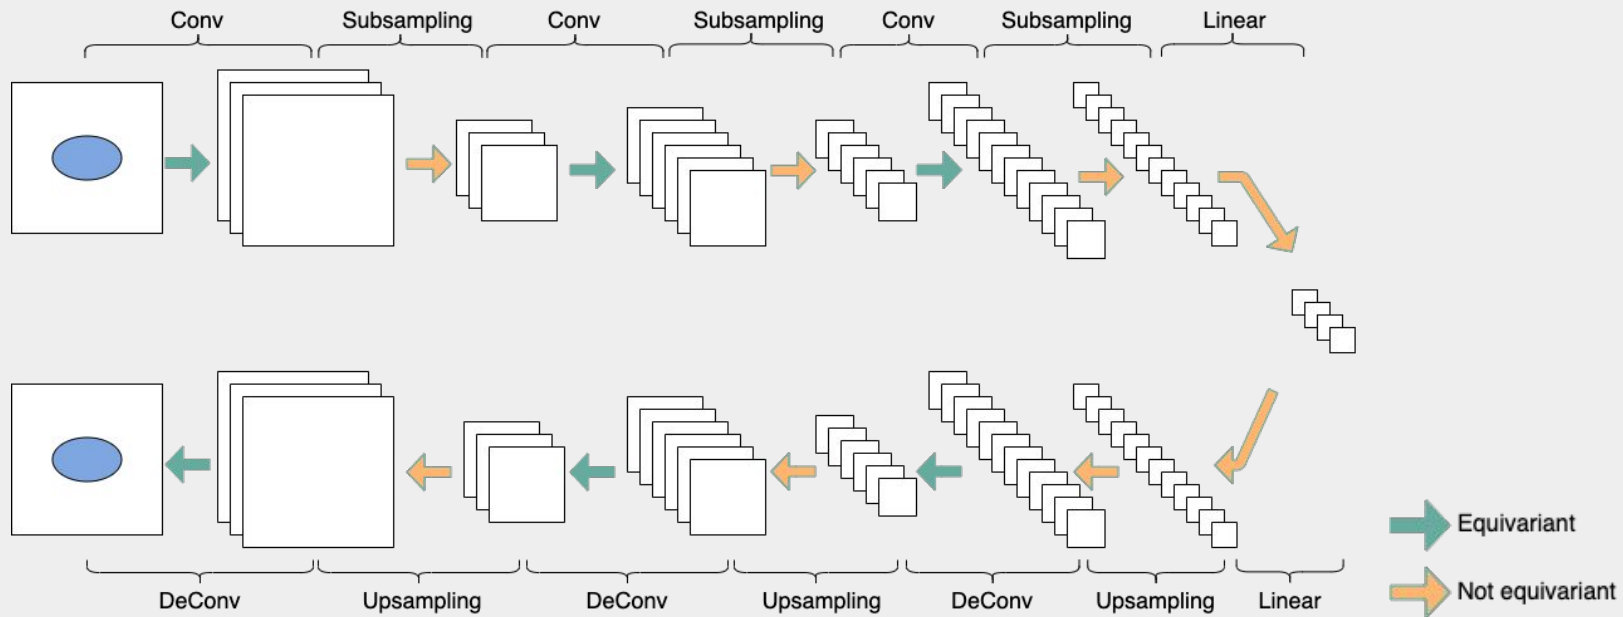 Conv
Subsampling
Conv
Subsampling
Conv
Subsampling
Linear
Equivariant
Not equivariant
DeConv
Upsampling
DeConv
Upsampling
DeConv
Upsampling
Linear